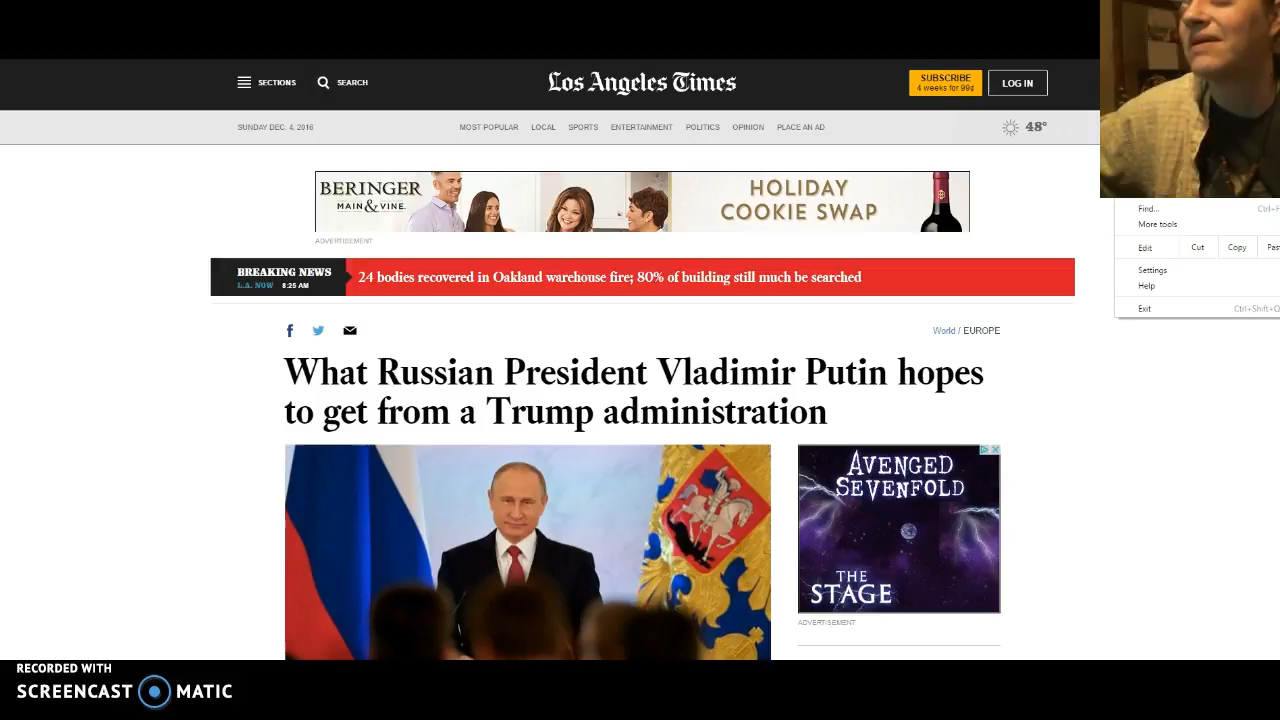 SECTIONS
SEARCH
Los Angeles Times
SUBSCRIBE
4 weeks for 99¢
LOG IN
SUNDAY DEC. 4, 2016
MOST POPULAR
LOCAL
SPORTS
ENTERTAINMENT
POLITICS
OPINION
PLACE AN AD
48°
BERINGER
MAIN & VINE.
HOLIDAY
COOKIE SWAP
ADVERTISEMENT
Find... Ctrl+F
More tools
Edit Cut Copy Pas
Settings
Help
Exit Ctrl+Shift+Q
BREAKING NEWS
L.A. NOW 8:25 AM
24 bodies recovered in Oakland warehouse fire; 80% of building still much be searched
World / EUROPE
What Russian President Vladimir Putin hopes
to get from a Trump administration
AVENGED
SEVENFOLD
THE
STAGE
ADVERTISEMENT
RECORDED WITH
SCREENCAST MATIC